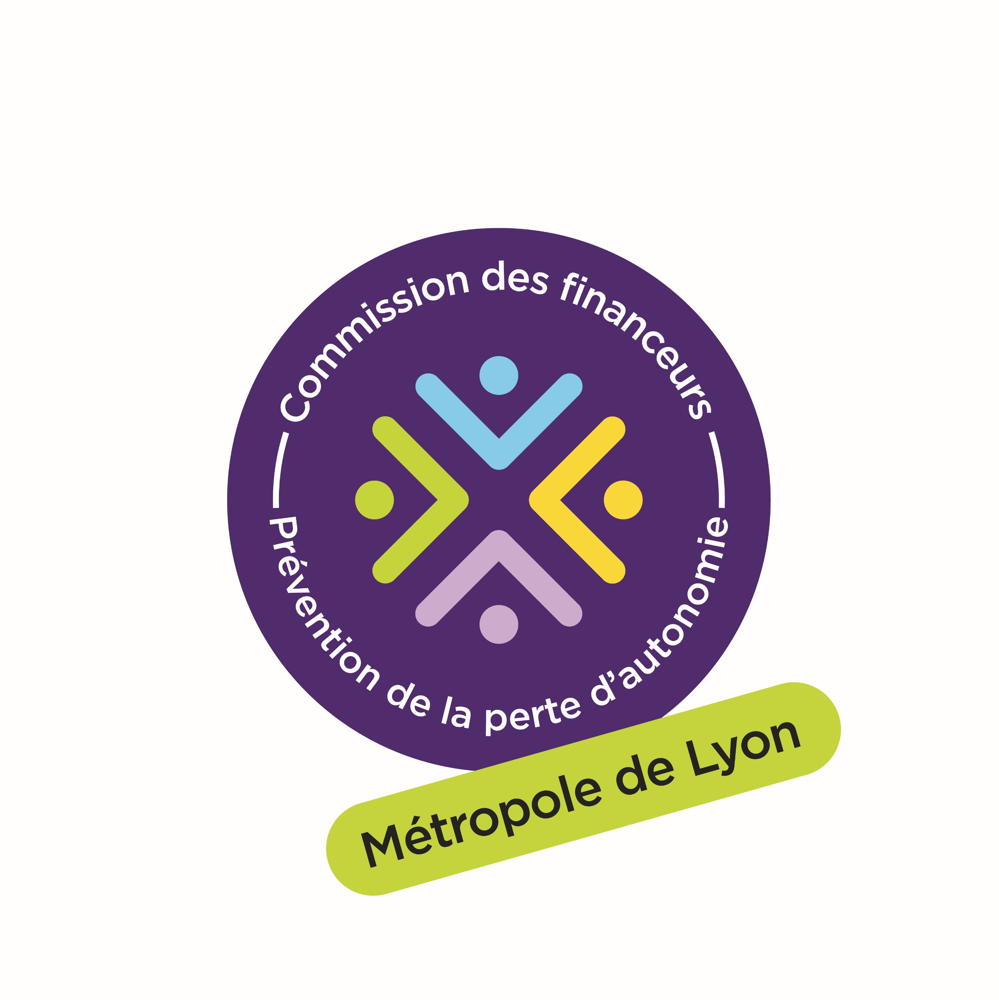 Commission des financeurs
Prévention de la perte d'autonomie
Métropole de Lyon